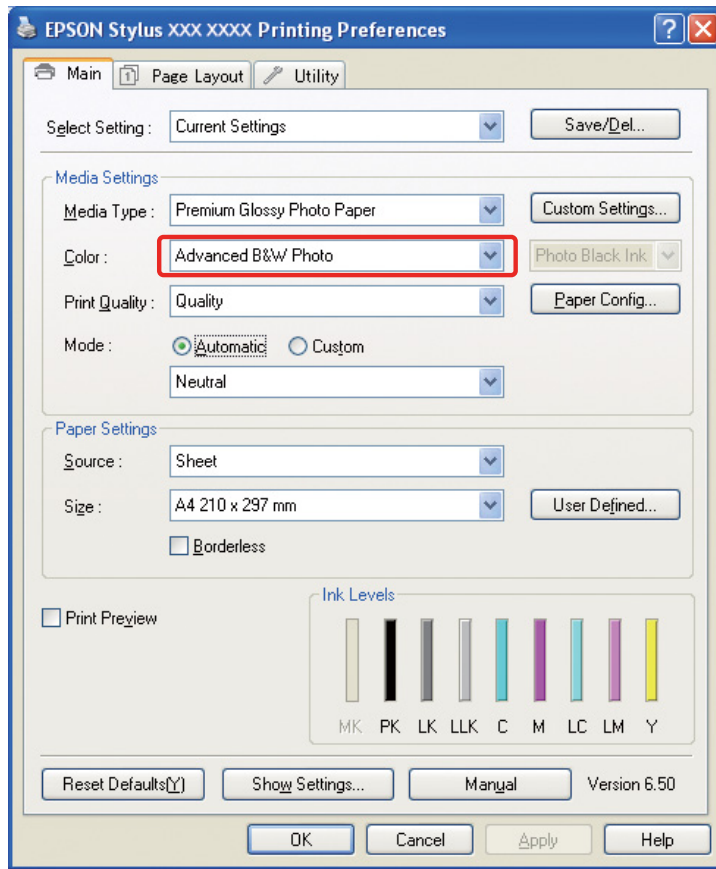 EPSON Stylus XXX XXXX Printing Preferences
Main Page Layout Utility
Select Setting : Current Settings Save/Del...
Media Settings
Media Type : Premium Glossy Photo Paper Custom Settings...
Color : Advanced B&W Photo Photo Black Ink
Print Quality : Quality Paper Config...
Mode : Automatic Custom
Neutral
Paper Settings
Source : Sheet
Size : A4 210 x 297 mm User Defined...
Borderless
Print Preview
Ink Levels
MK PK LK LLK C M LC LM Y
Reset Defaults(Y) Show Settings... Manual Version 6.50
OK Cancel Apply Help